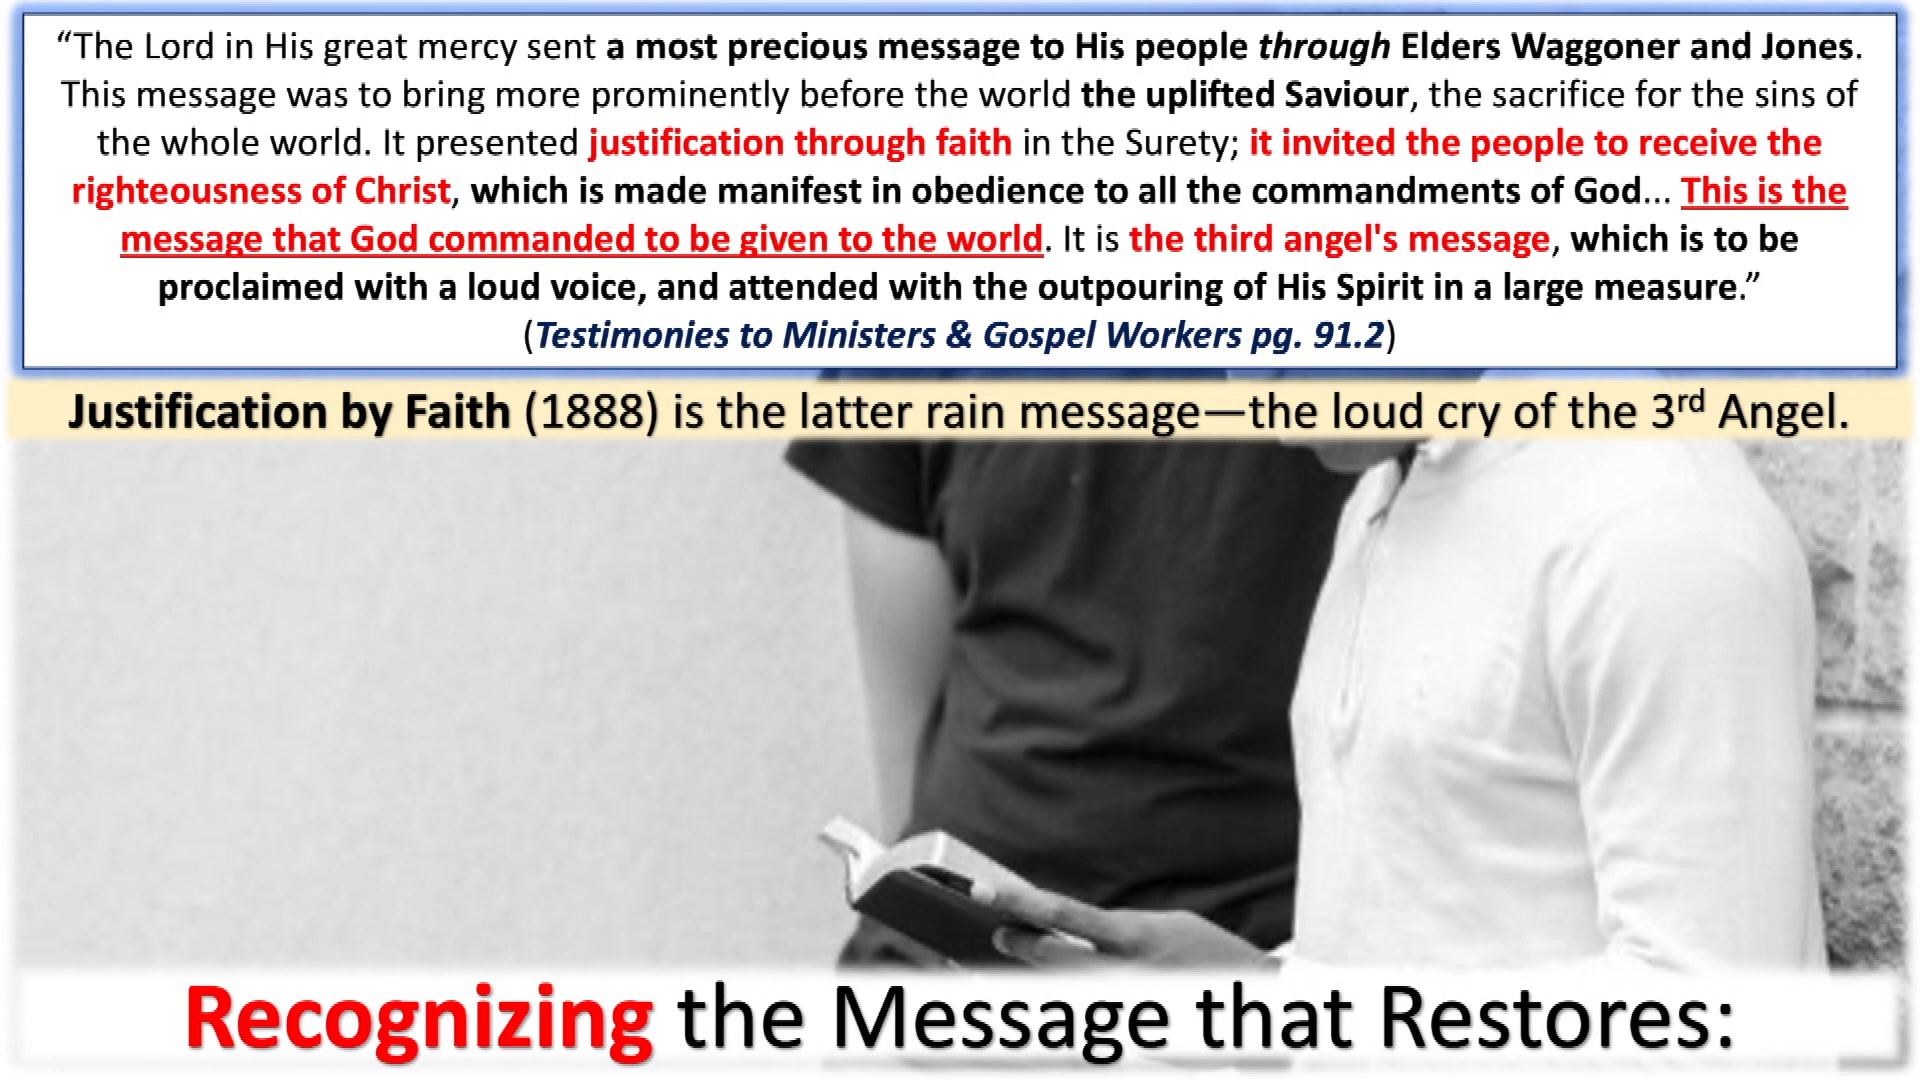 “The Lord in His great mercy sent a most precious message to His people through Elders Waggoner and Jones.
This message was to bring more prominently before the world the uplifted Saviour, the sacrifice for the sins of
the whole world. It presented justification through faith in the Surety; it invited the people to receive the
righteousness of Christ, which is made manifest in obedience to all the commandments of God... This is the
message that God commanded to be given to the world. It is the third angel's message, which is to be
proclaimed with a loud voice, and attended with the outpouring of His Spirit in a large measure.”
(Testimonies to Ministers & Gospel Workers pg. 91.2)
Justification by Faith (1888) is the latter rain message—the loud cry of the 3rd Angel.
Recognizing the Message that Restores: